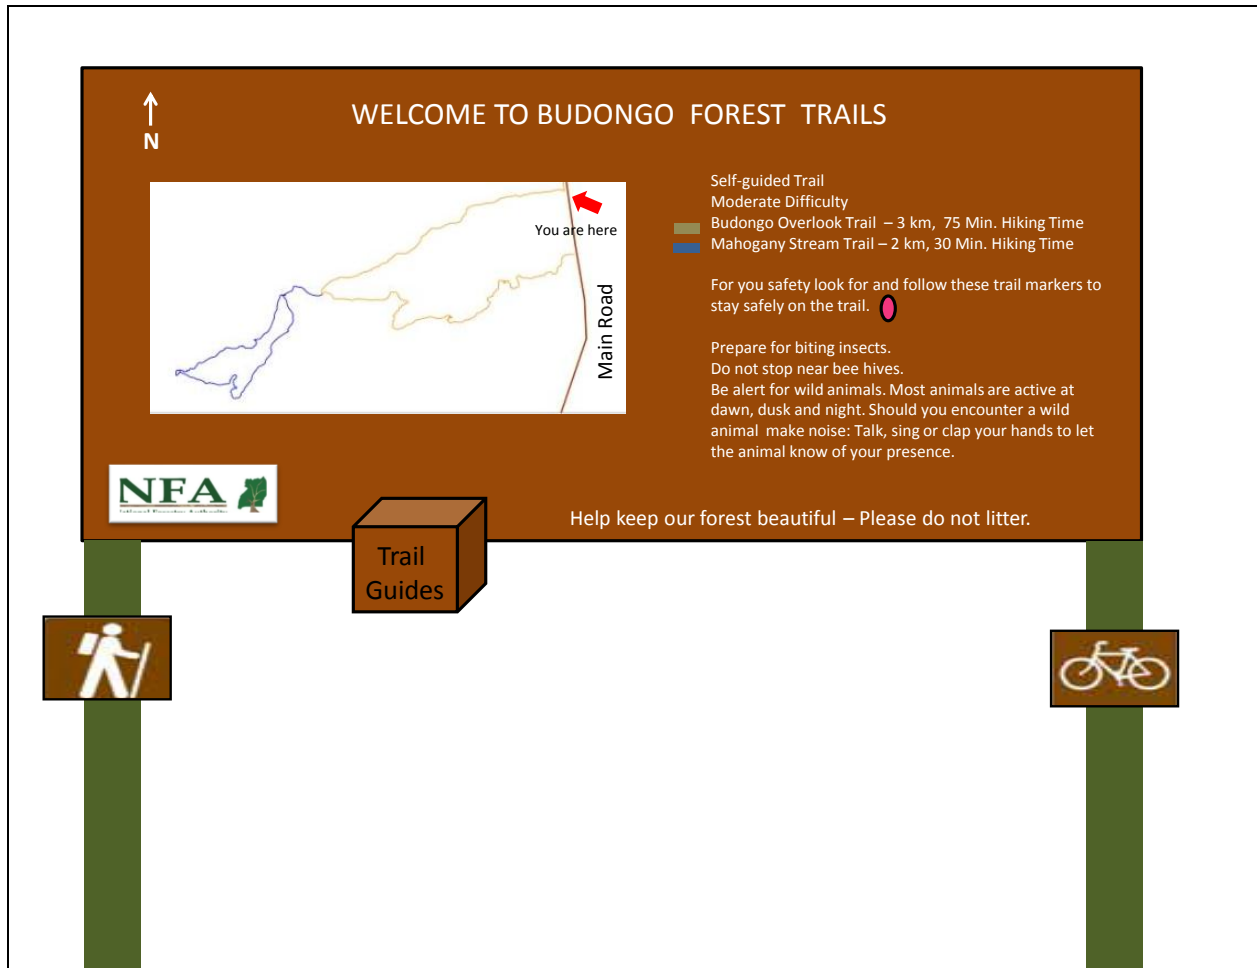 N
WELCOME TO BUDONGO FOREST TRAILS
You are here
Main Road
Self-guided Trail
Moderate Difficulty
Budongo Overlook Trail – 3 km, 75 Min. Hiking Time
Mahogany Stream Trail – 2 km, 30 Min. Hiking Time
For you safety look for and follow these trail markers to
stay safely on the trail.
Prepare for biting insects.
Do not stop near bee hives.
Be alert for wild animals. Most animals are active at
dawn, dusk and night. Should you encounter a wild
animal make noise: Talk, sing or clap your hands to let
the animal know of your presence.
NFA
National Forestry Authority
Help keep our forest beautiful – Please do not litter.
Trail
Guides